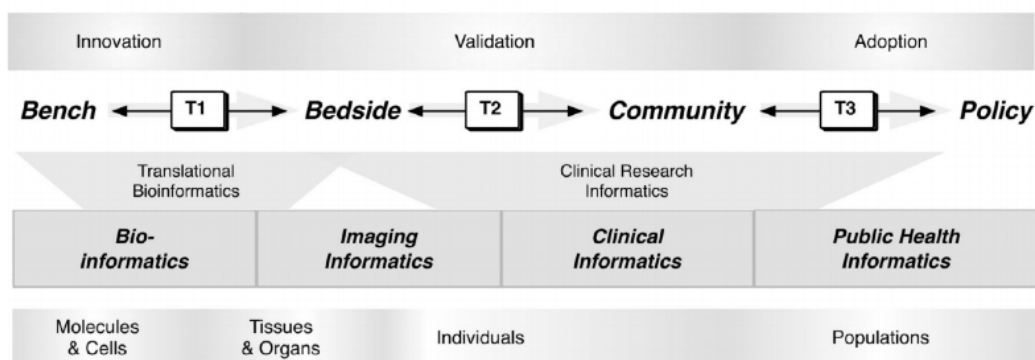 Innovation Validation Adoption
Bench T1 Bedside T2 Community T3 Policy
Translational
Bioinformatics
Clinical Research
Informatics
Bio-
informatics
Imaging
Informatics
Clinical
Informatics
Public Health
Informatics
Molecules
& Cells
Tissues
& Organs
Individuals
Populations